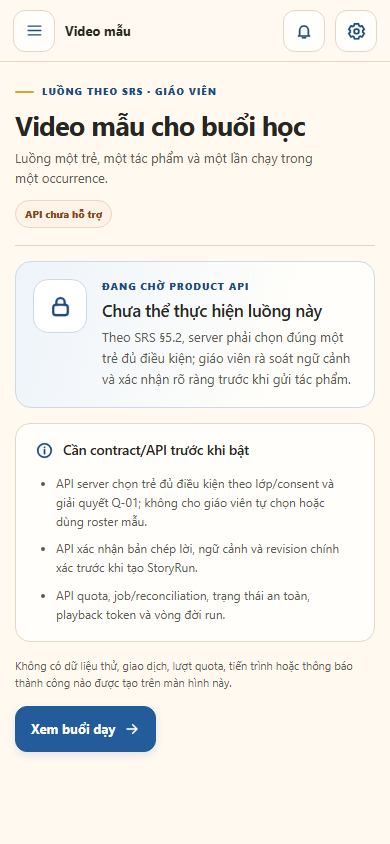 Video mẫu
LUỒNG THEO SRS · GIÁO VIÊN
Video mẫu cho buổi học
Luồng một trẻ, một tác phẩm và một lần chạy trong
một occurrence.
API chưa hỗ trợ
ĐANG CHỜ PRODUCT API
Chưa thể thực hiện luồng này
Theo SRS §5.2, server phải chọn đúng một
trẻ đủ điều kiện; giáo viên rà soát ngữ cảnh
và xác nhận rõ ràng trước khi gửi tác phẩm.
Cần contract/API trước khi bật
• API server chọn trẻ đủ điều kiện theo lớp/consent và
giải quyết Q-01; không cho giáo viên tự chọn hoặc
dùng roster mẫu.
• API xác nhận bản chép lời, ngữ cảnh và revision chính
xác trước khi tạo StoryRun.
• API quota, job/reconciliation, trạng thái an toàn,
playback token và vòng đời run.
Không có dữ liệu thử, giao dịch, lượt quota, tiến trình hoặc thông báo
thành công nào được tạo trên màn hình này.
Xem buổi dạy →